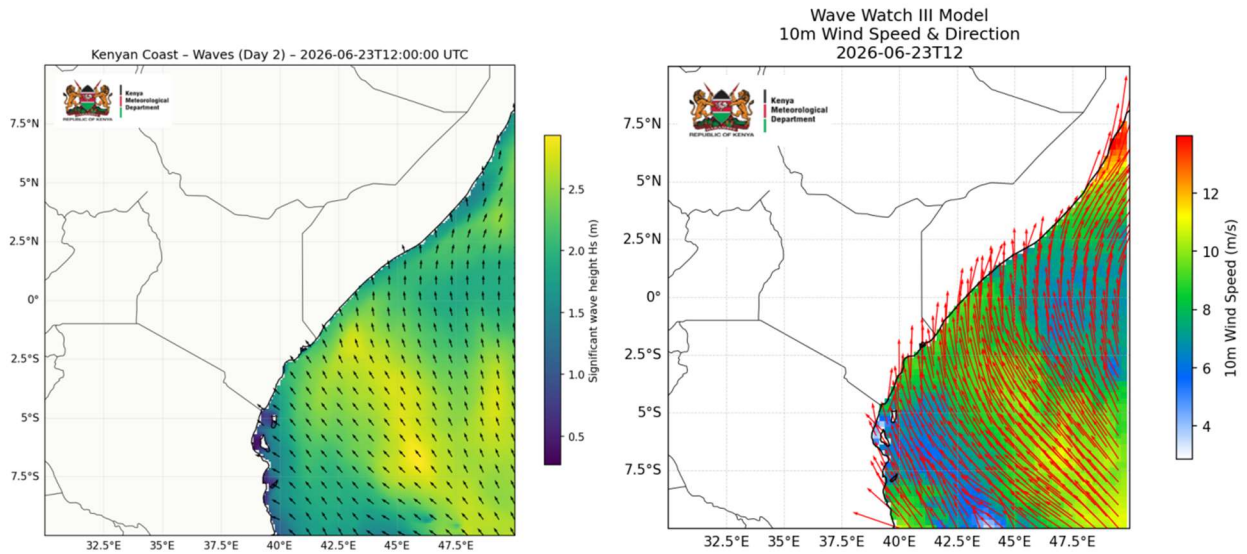 Kenyan Coast – Waves (Day 2) – 2026-06-23T12:00:00 UTC
Kenya
Meteorological
Department
REPUBLIC OF KENYA
7.5°N
5°N
2.5°N
0°
2.5°S
5°S
7.5°S
32.5°E
35°E
37.5°E
40°E
42.5°E
45°E
47.5°E
2.5
2.0
1.5
1.0
0.5
Significant wave height Hs (m)
Wave Watch III Model
10m Wind Speed & Direction
2026-06-23T12
Kenya
Meteorological
Department
REPUBLIC OF KENYA
7.5°N
5°N
2.5°N
0°
2.5°S
5°S
7.5°S
32.5°E
35°E
37.5°E
40°E
42.5°E
45°E
47.5°E
12
10
8
6
4
10m Wind Speed (m/s)